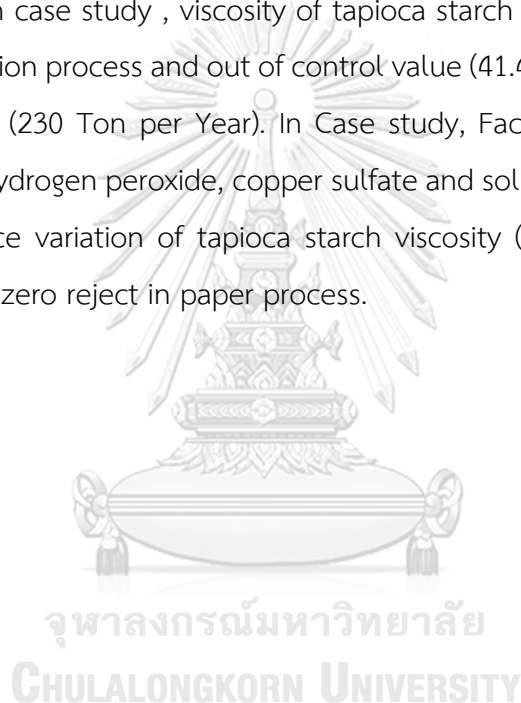 case study , viscosity of tapioca starch
ion process and out of control value (41.4
(230 Ton per Year). In Case study, Fac
ydrogen peroxide, copper sulfate and sol
ce variation of tapioca starch viscosity (
zero reject in paper process.
จุฬาลงกรณ์มหาวิทยาลัย
CHULALONGKORN UNIVERSITY